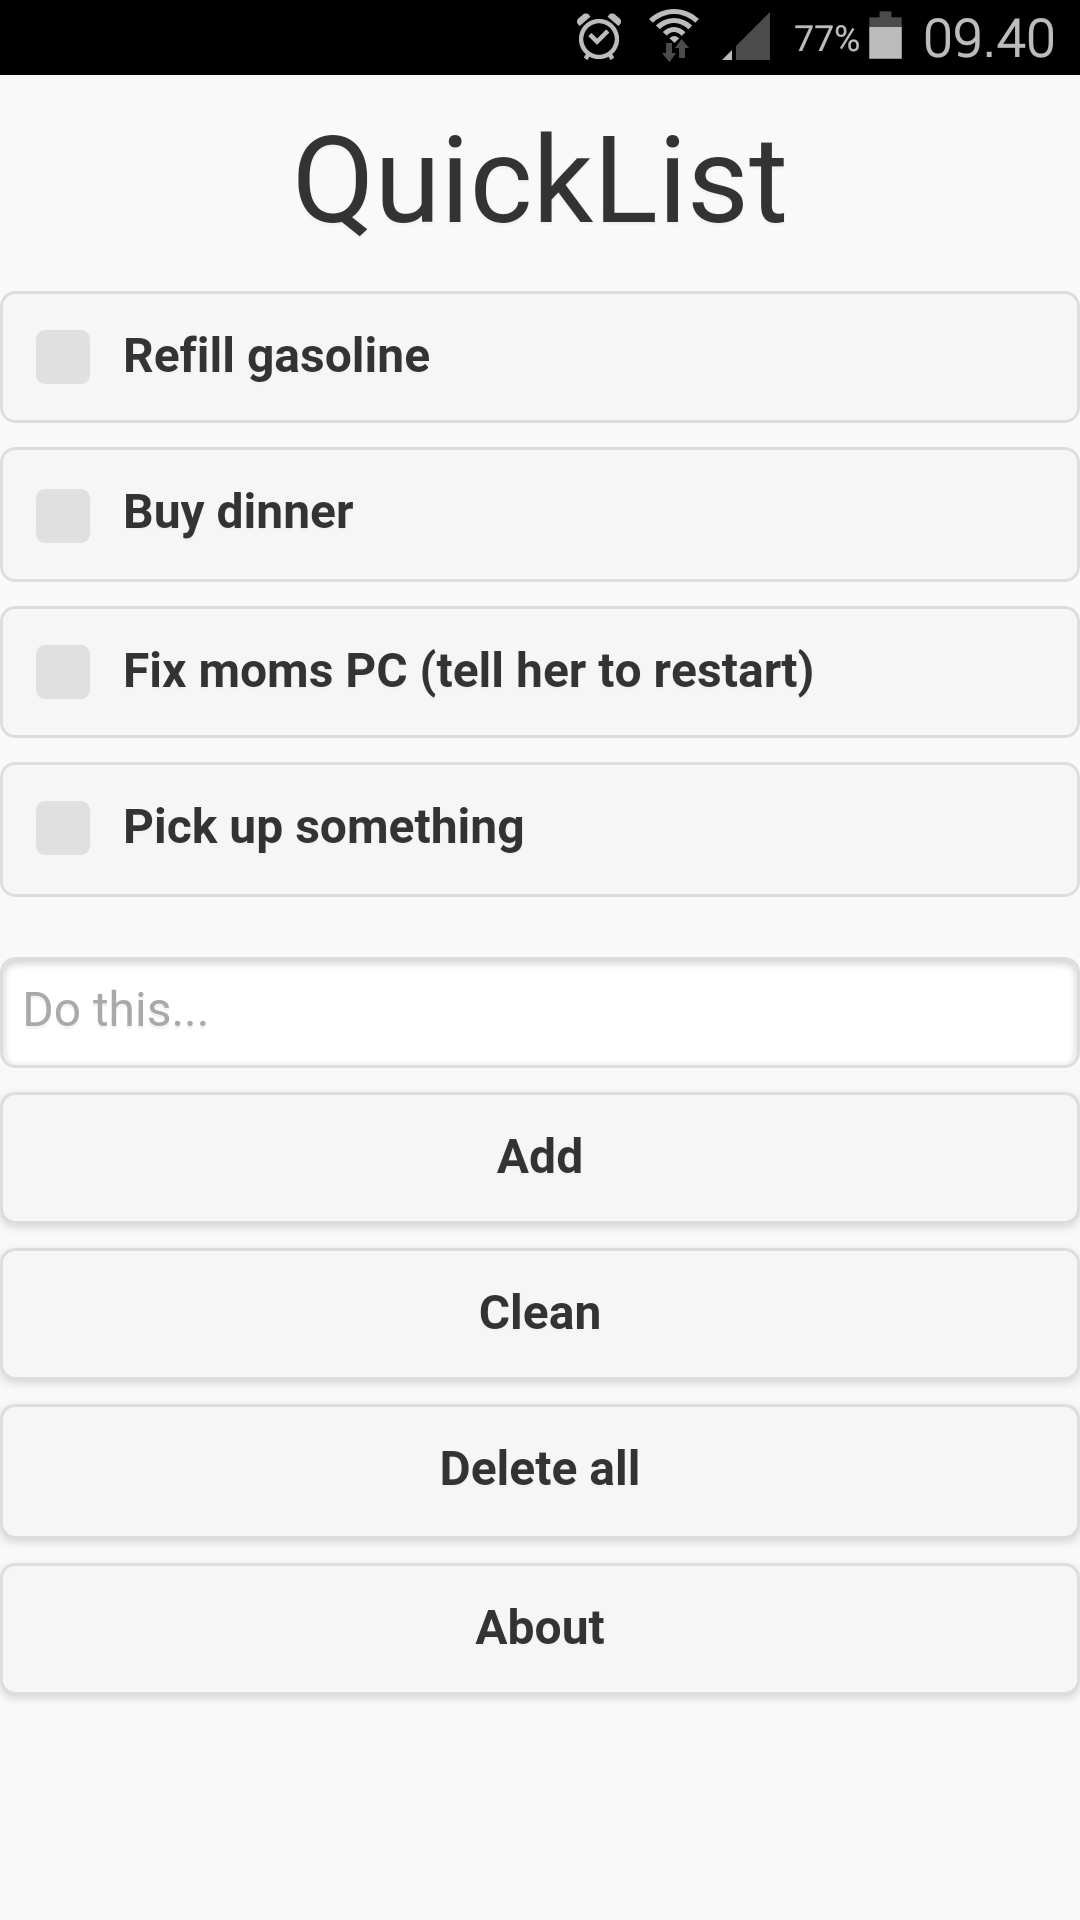 77% 09.40
QuickList
Refill gasoline
Buy dinner
Fix moms PC (tell her to restart)
Pick up something
Do this...
Add
Clean
Delete all
About